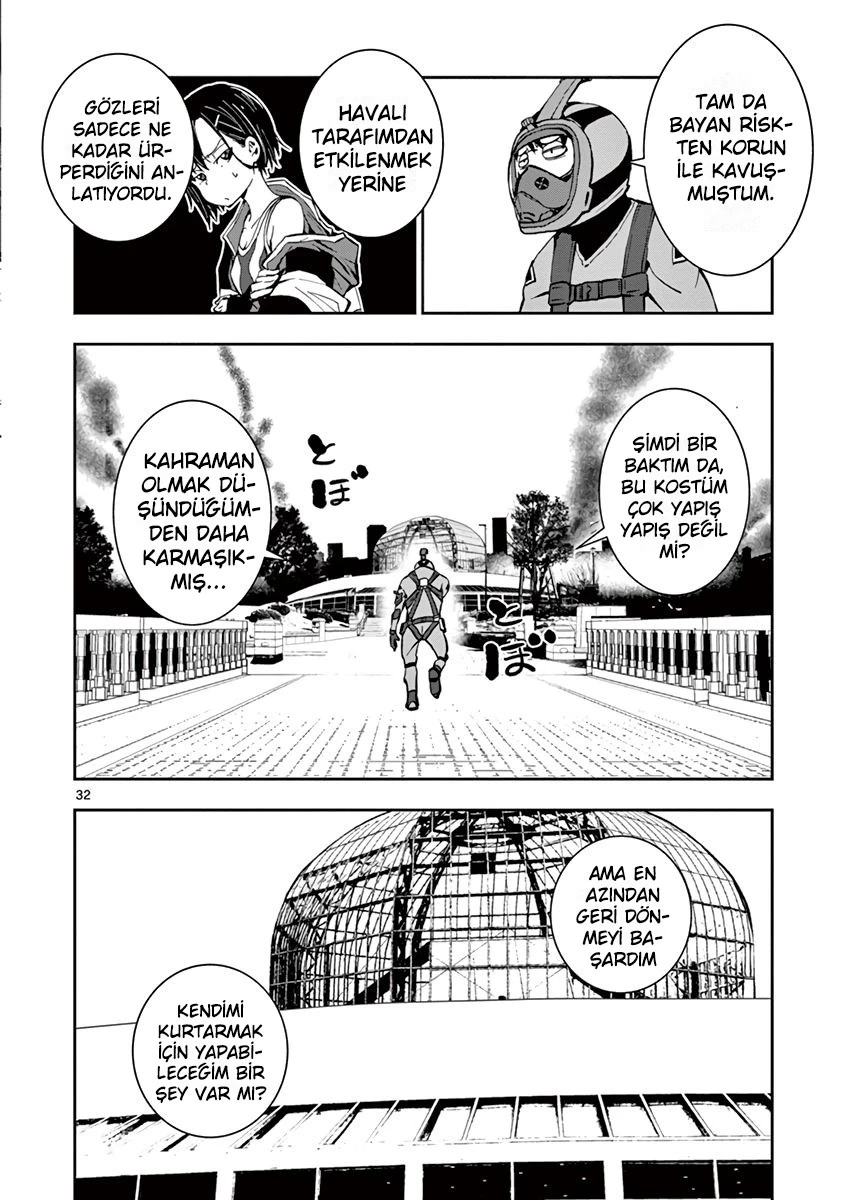 TAM DA
BAYAN RİSK-
TEN KORUN
İLE KAVUŞ-
MUŞTUM.
HAVALI
TARAFIMDAN
ETKİLENMEK
YERİNE
GÖZLERİ
SADECE NE
KADAR ÜR-
PERDİĞİNİ AN-
LATIYORDU.
ŞİMDİ BİR
BAKTIM DA,
BU KOSTÜM
ÇOK YAPIŞ
YAPIŞ DEĞİL
Mİ?
とぼ
とぼ
KAHRAMAN
OLMAK DÜ-
ŞÜNDÜĞÜM-
DEN DAHA
KARMAŞIK-
MIŞ...
32
AMA EN
AZINDAN
GERİ DÖN-
MEYİ BA-
ŞARDIM
KENDİMİ
KURTARMAK
İÇİN YAPABİ-
LECEĞİM BİR
ŞEY VAR MI?